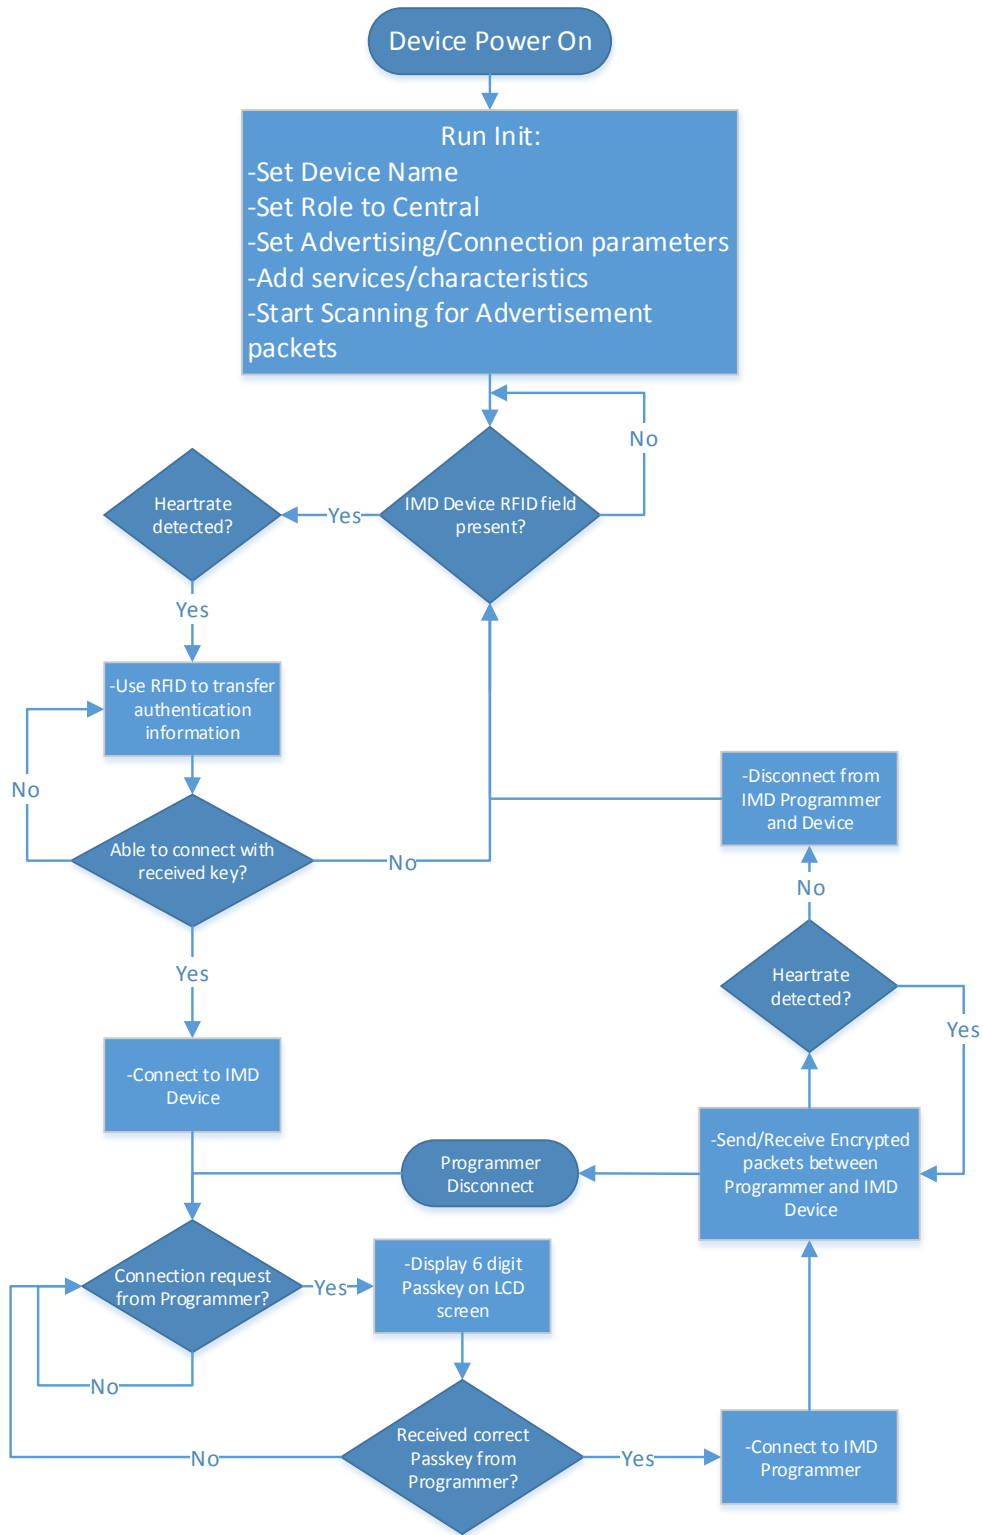 Device Power On
Run Init:
-Set Device Name
-Set Role to Central
-Set Advertising/Connection parameters
-Add services/characteristics
-Start Scanning for Advertisement
packets
No
IMD Device RFID field
present?
Yes
Heartrate
detected?
Yes
-Use RFID to transfer
authentication
information
No
Able to connect with
received key?
No
Yes
-Connect to IMD
Device
-Disconnect from
IMD Programmer
and Device
No
Heartrate
detected?
Yes
-Send/Receive Encrypted
packets between
Programmer and IMD
Device
Programmer
Disconnect
Connection request
from Programmer?
Yes
-Display 6 digit
Passkey on LCD
screen
No
Received correct
Passkey from
Programmer?
No
Yes
-Connect to IMD
Programmer